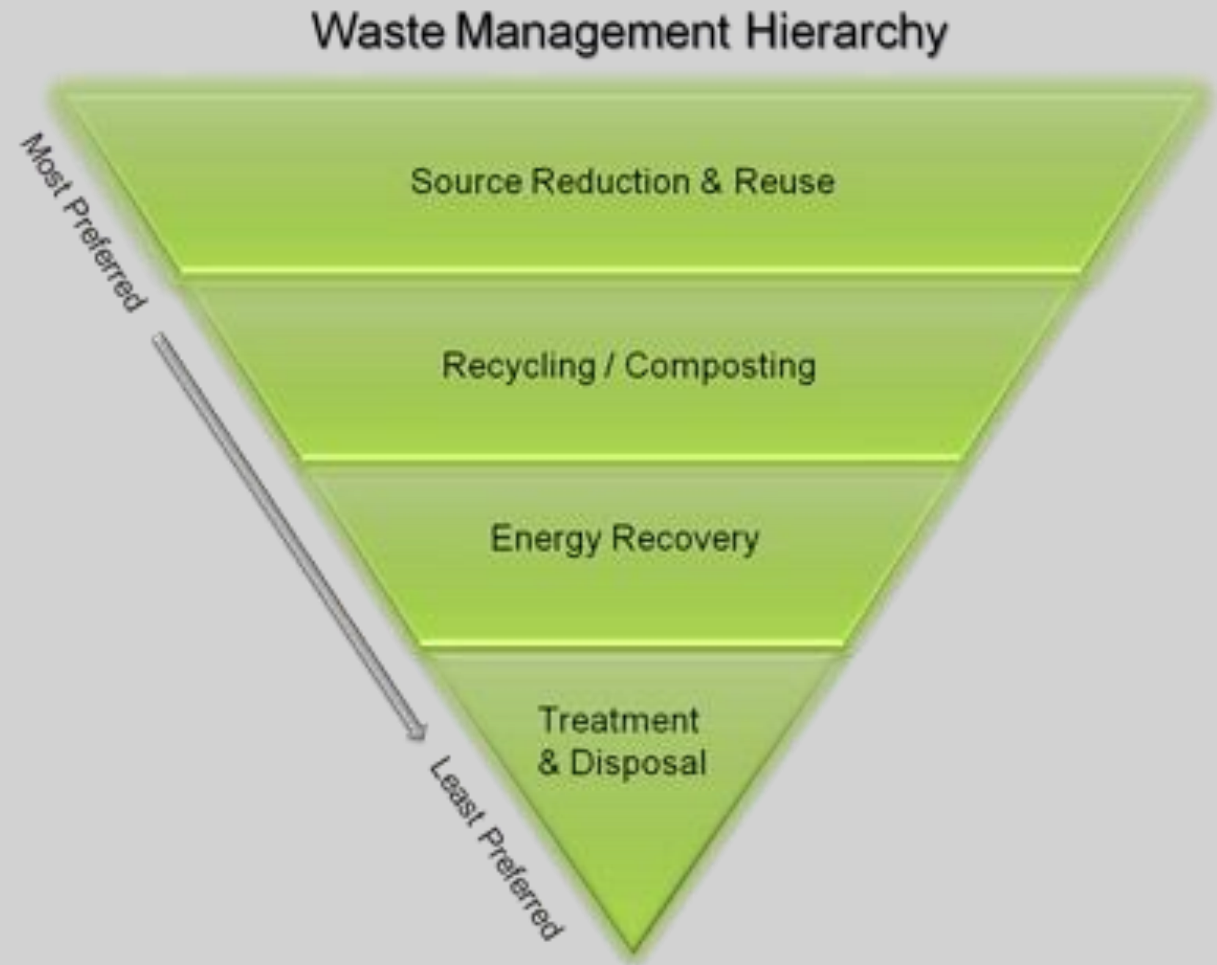 Waste Management Hierarchy
Most Preferred
Source Reduction & Reuse
Recycling / Composting
Energy Recovery
Treatment
& Disposal
Least Preferred